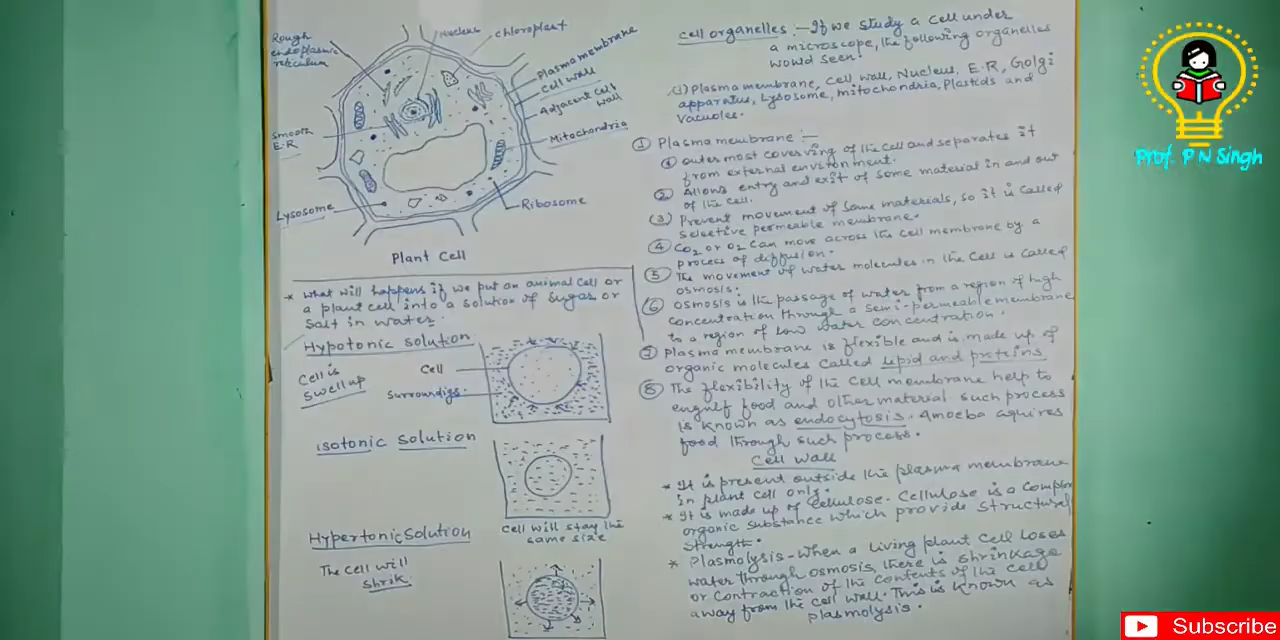 Rough
endoplasmic
reticulum
Nucleus
chloroplast
Plasma membrane
Cell wall
Adjacent cell
wall
Mitochondria
Smooth
E.R
Lysosome
Ribosome
Plant Cell
* What will happens if we put an animal cell or
a plant cell into a solution of sugar or
salt in water.
Hypotonic solution
Cell is
swell up
Cell
Surroundigs.
isotonic solution
Cell will stay the
same size
Hypertonic solution
The cell will
shrik
cell organelles :- If we study a cell under
a microscope, the following organelles
would seen.
(1) Plasma membrane, Cell wall, Nucleus, E.R, Golgi
apparatus, Lysosome, mitochondria, Plastids and
vacuoles.
① Plasma membrane :-
① outer most covering of the cell and separates it
from external environment.
② Allows entry and exit of some material in and out
of the cell.
(3) Prevent movement of some materials, so it is called
selective permeable membrane.
④ CO2 or O2 can move across the cell membrane by a
process of diffusion.
⑤ The movement of water molecules in the cell is called
osmosis.
⑥ osmosis is the passage of water from a region of high
concentration through a semi-permeable membrane
to a region of low water concentration.
⑦ Plasma membrane is flexible and is made up of
organic molecules called lepid and proteins
⑧ The flexibility of the cell membrane help to
engulf food and other material such process
is known as endocytosis. Amoeba aquires
food through such process.
Cell wall
* It is present outside the plasma membrane
in plant cell only.
* It is made up of cellulose. Cellulose is a complex
organic substance which provide structural
strength.
* Plasmolysis - when a living plant cell loses
water through osmosis, there is shrinkage
or contraction of the contents of the cell
away from the cell wall. This is known as
plasmolysis.
Prof. P N Singh
Subscribe